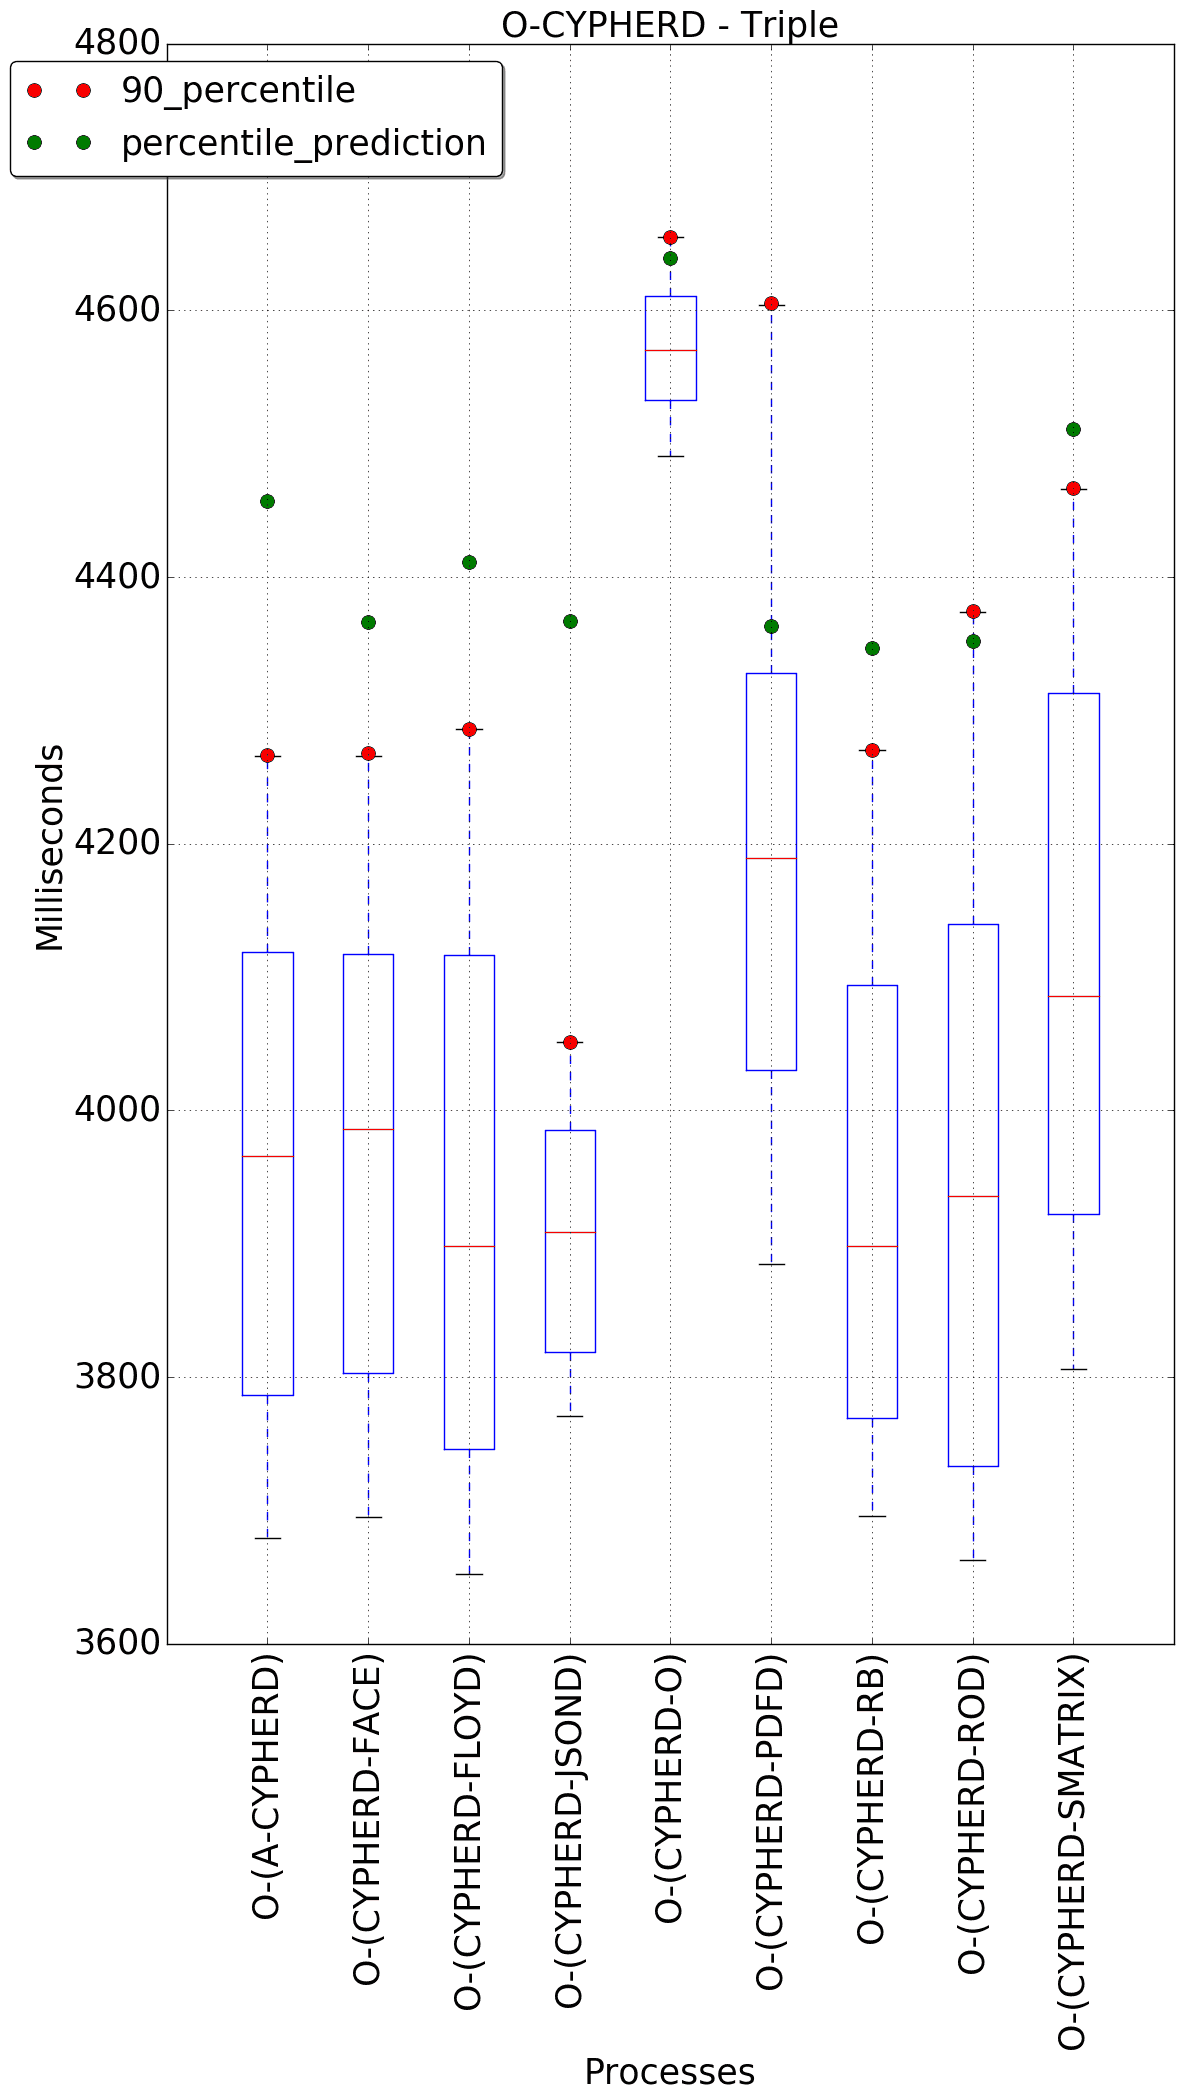 O-CYPHERD - Triple
90_percentile
percentile_prediction
4800
4600
4400
4200
4000
3800
3600
Milliseconds
O-(A-CYPHERD)
O-(CYPHERD-FACE)
O-(CYPHERD-FLOYD)
O-(CYPHERD-JSOND)
O-(CYPHERD-O)
O-(CYPHERD-PDFD)
O-(CYPHERD-RB)
O-(CYPHERD-ROD)
O-(CYPHERD-SMATRIX)
Processes